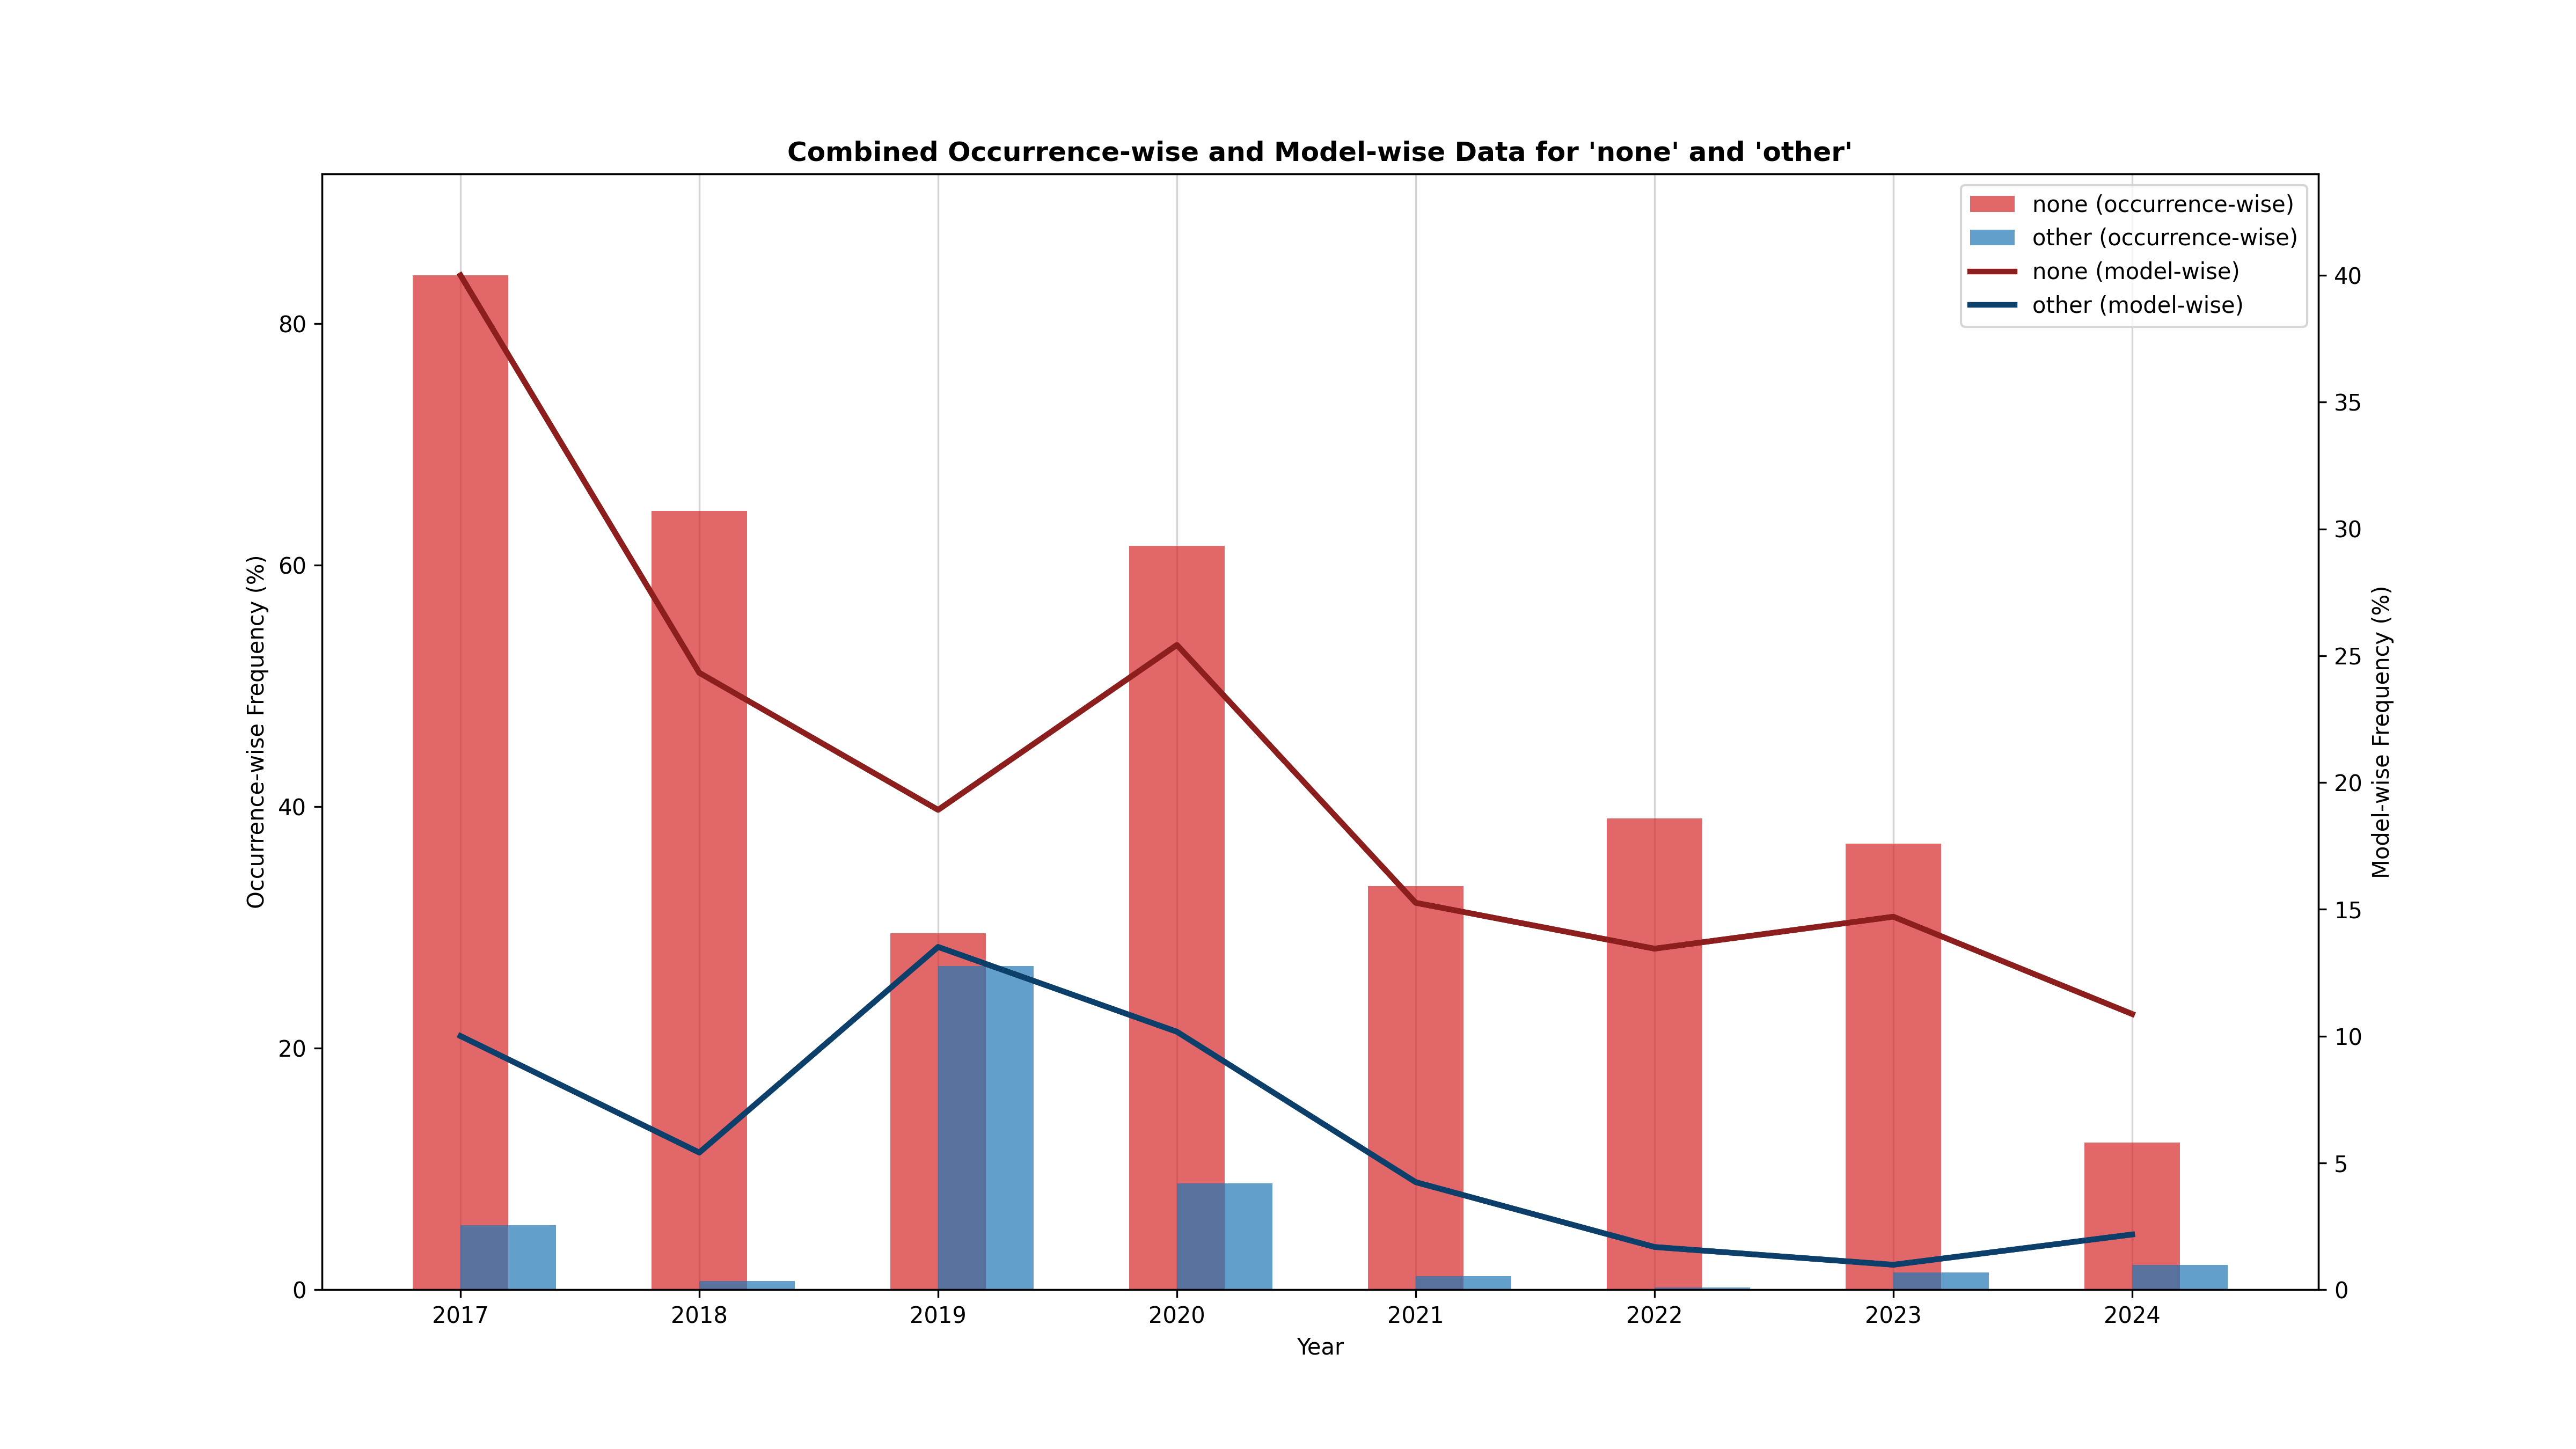 Combined Occurrence-wise and Model-wise Data for 'none' and 'other'
none (occurrence-wise)
other (occurrence-wise)
none (model-wise)
other (model-wise)
Occurrence-wise Frequency (%)
80
60
40
20
0
Model-wise Frequency (%)
40
35
30
25
20
15
10
5
0
2017 2018 2019 2020 2021 2022 2023 2024
Year